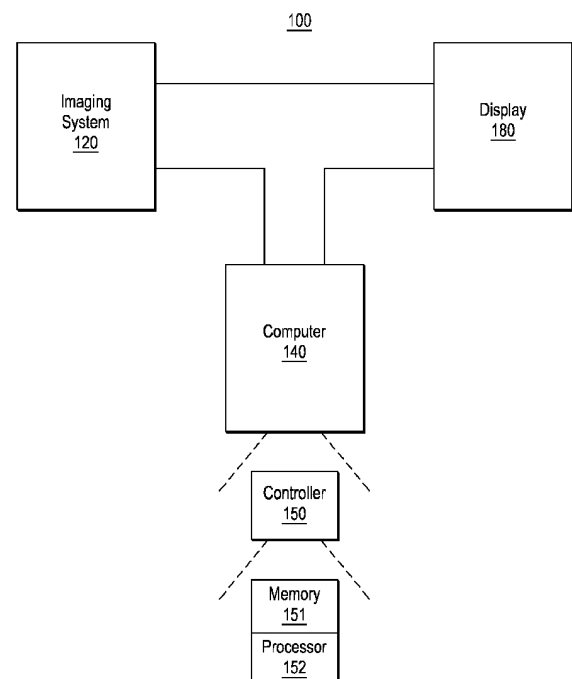 100
Imaging
System
120
Display
180
Computer
140
Controller
150
Memory
151
Processor
152